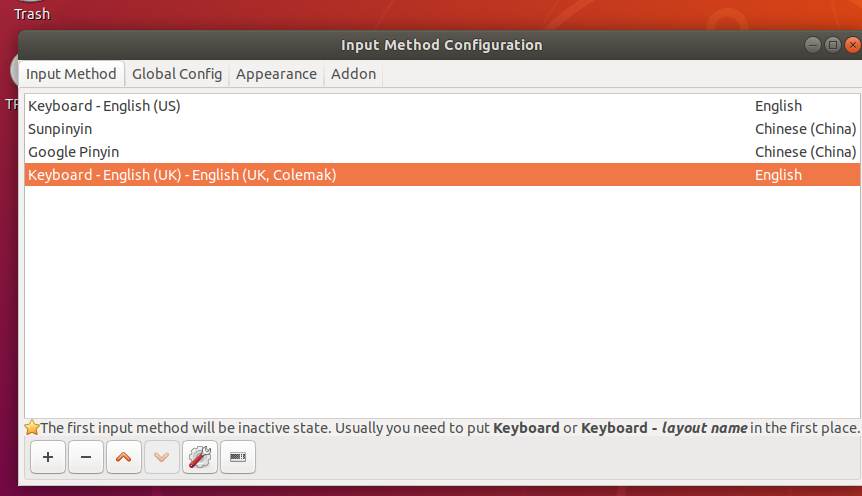 Trash
Input Method Configuration
Input Method Global Config Appearance Addon
Keyboard - English (US) English
Sunpinyin Chinese (China)
Google Pinyin Chinese (China)
Keyboard - English (UK) - English (UK, Colemak) English
The first input method will be inactive state. Usually you need to put Keyboard or Keyboard - layout name in the first place.